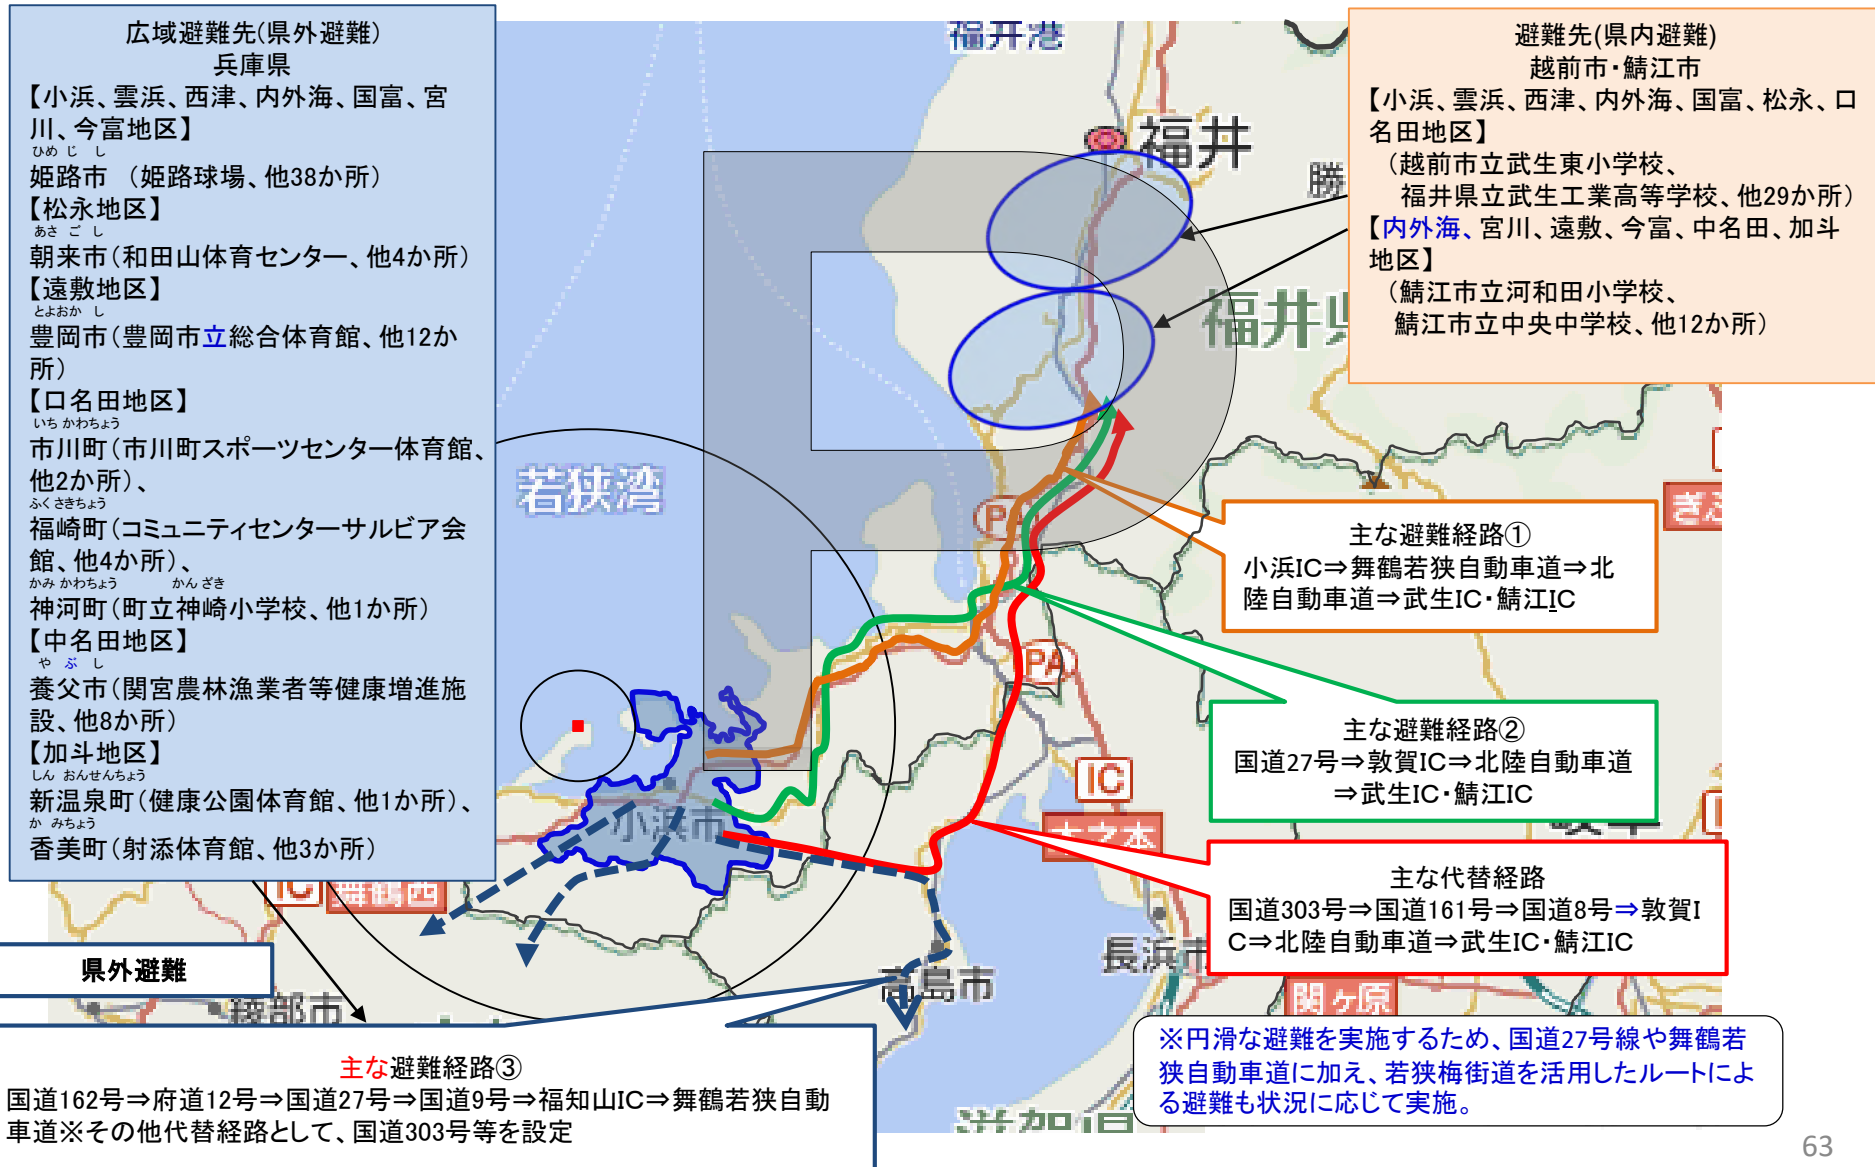 広域避難先(県外避難)
兵庫県
【小浜、雲浜、西津、内外海、国富、宮
川、今富地区】
ひめ じ し
姫路市 （姫路球場、他38か所）
【松永地区】
あさ ご し
朝来市（和田山体育センター、他4か所）
【遠敷地区】
とよおか し
豊岡市（豊岡市立総合体育館、他12か
所）
【口名田地区】
いち かわちょう
市川町（市川町スポーツセンター体育館、
他2か所）、
ふく さきちょう
福崎町（コミュニティセンターサルビア会
館、他4か所）、
かみ かわちょう かん ざき
神河町（町立神崎小学校、他1か所）
【中名田地区】
や ぶ し
養父市（関宮農林漁業者等健康増進施
設、他8か所）
【加斗地区】
しん おんせんちょう
新温泉町（健康公園体育館、他1か所）、
か みちょう
香美町（射添体育館、他3か所）
避難先(県内避難)
越前市・鯖江市
【小浜、雲浜、西津、内外海、国富、松永、口
名田地区】
（越前市立武生東小学校、
福井県立武生工業高等学校、他29か所）
【内外海、宮川、遠敷、今富、中名田、加斗
地区】
（鯖江市立河和田小学校、
鯖江市立中央中学校、他12か所）
福井港
福井
勝
福井県
若狭湾
PA
ぎふ
主な避難経路①
小浜IC⇒舞鶴若狭自動車道⇒北
陸自動車道⇒武生IC・鯖江IC
PA
主な避難経路②
国道27号⇒敦賀IC⇒北陸自動車道
⇒武生IC・鯖江IC
IC
木之本
小浜市
主な代替経路
国道303号⇒国道161号⇒国道8号⇒敦賀I
C⇒北陸自動車道⇒武生IC・鯖江IC
IC
舞鶴西
県外避難
綾部市
高島市
長浜市
関ヶ原
滋賀県
主な避難経路③
国道162号⇒府道12号⇒国道27号⇒国道9号⇒福知山IC⇒舞鶴若狭自動
車道※その他代替経路として、国道303号等を設定
※円滑な避難を実施するため、国道27号線や舞鶴若
狭自動車道に加え、若狭梅街道を活用したルートによ
る避難も状況に応じて実施。
63